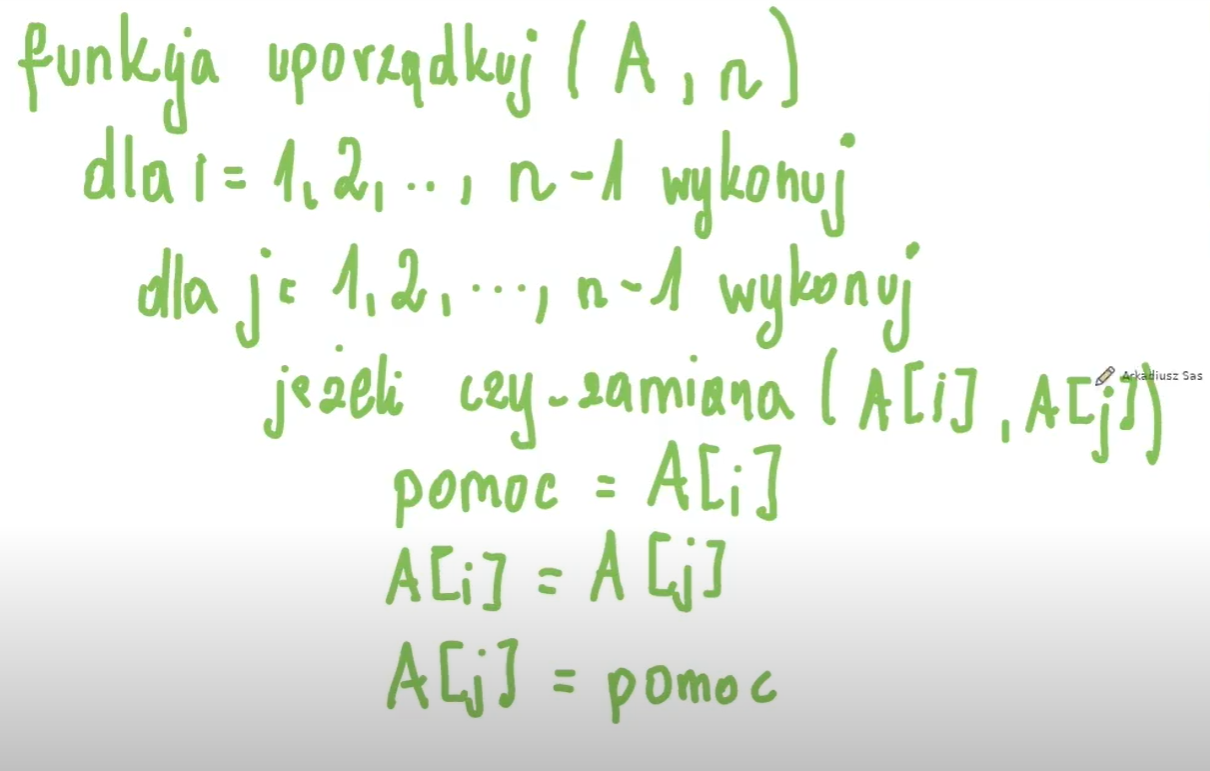 funkcja uporządkuj (A, n)
dla i = 1, 2, .., n-1 wykonuj
dla j = 1, 2, ..., n-1 wykonuj
jeżeli czy-zamiana (A[i], A[j])
Arkadiusz Sas
pomoc = A[i]
A[i] = A[j]
A[j] = pomoc